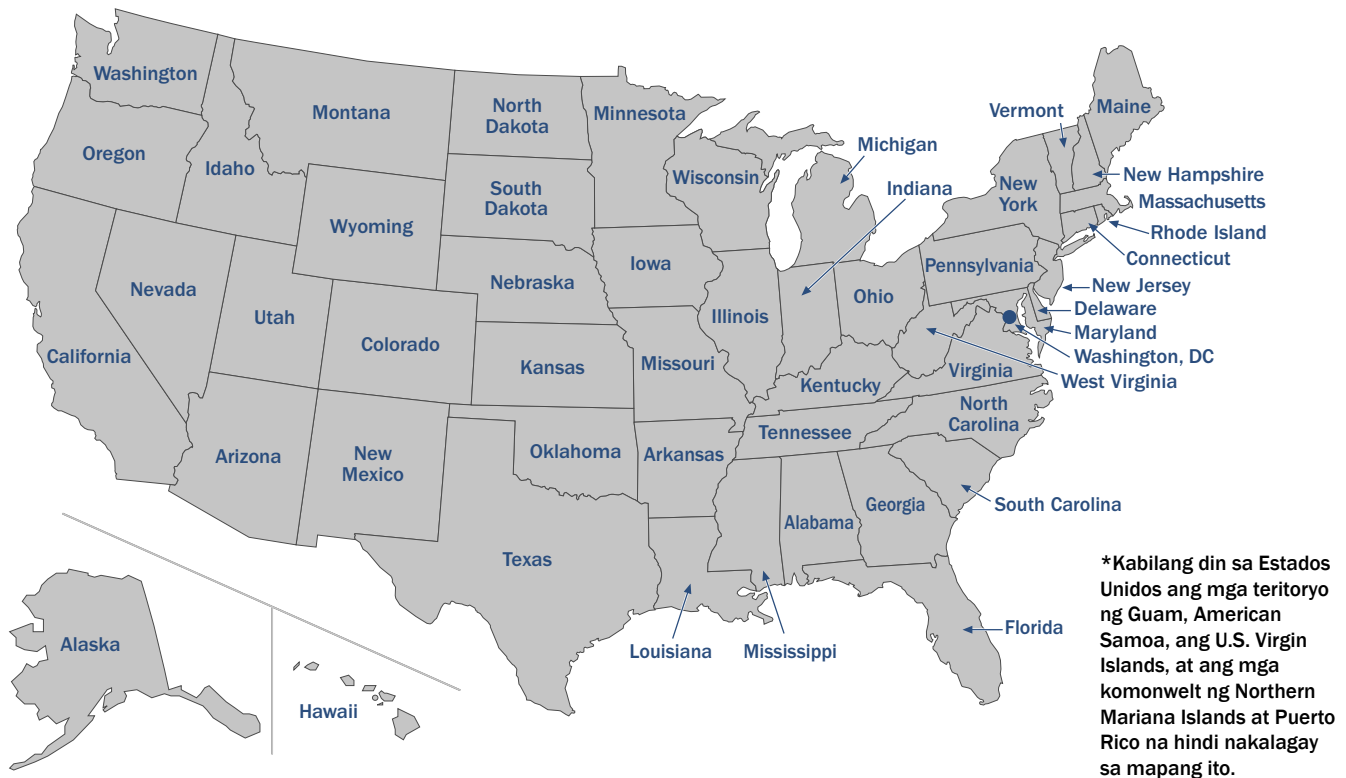 Washington
Montana
North
Dakota
Minnesota
Vermont
Maine
Oregon
Idaho
Michigan
Wisconsin
South
Dakota
New
York
New Hampshire
Indiana
Massachusetts
Wyoming
Rhode Island
Iowa
Pennsylvania
Connecticut
Nevada
Nebraska
Ohio
New Jersey
Utah
Illinois
Delaware
Maryland
California
Colorado
Kansas
Missouri
Washington, DC
Kentucky
Virginia
West Virginia
North
Carolina
Tennessee
Arizona
New
Mexico
Oklahoma
Arkansas
South Carolina
Georgia
Alabama
Texas
Florida
Louisiana
Mississippi
Alaska
Hawaii
*Kabilang din sa Estados
Unidos ang mga teritoryo
ng Guam, American
Samoa, ang U.S. Virgin
Islands, at ang mga
komonwelt ng Northern
Mariana Islands at Puerto
Rico na hindi nakalagay
sa mapang ito.